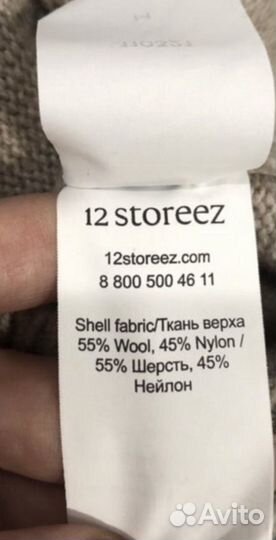 12 storeez
12storeez.com
8 800 500 46 11
Shell fabric/Ткань верха
55% Wool, 45% Nylon /
55% Шерсть, 45%
Нейлон
Avito